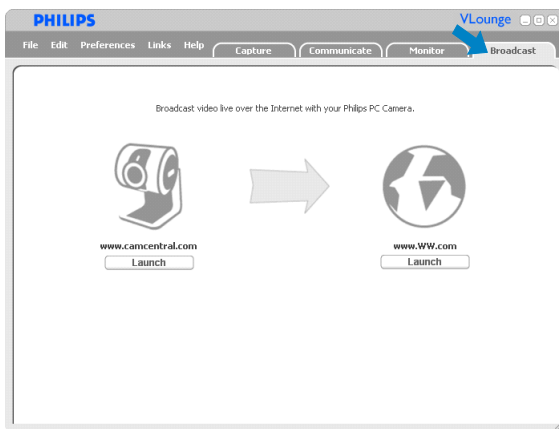 PHILIPS
VLounge
File Edit Preferences Links Help Capture Communicate Monitor Broadcast
Broadcast video live over the Internet with your Philips PC Camera.
www.camcentral.com
Launch
www.WW.com
Launch